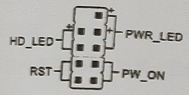 + +
HD_LED PWR_LED
- -
RST PW_ON